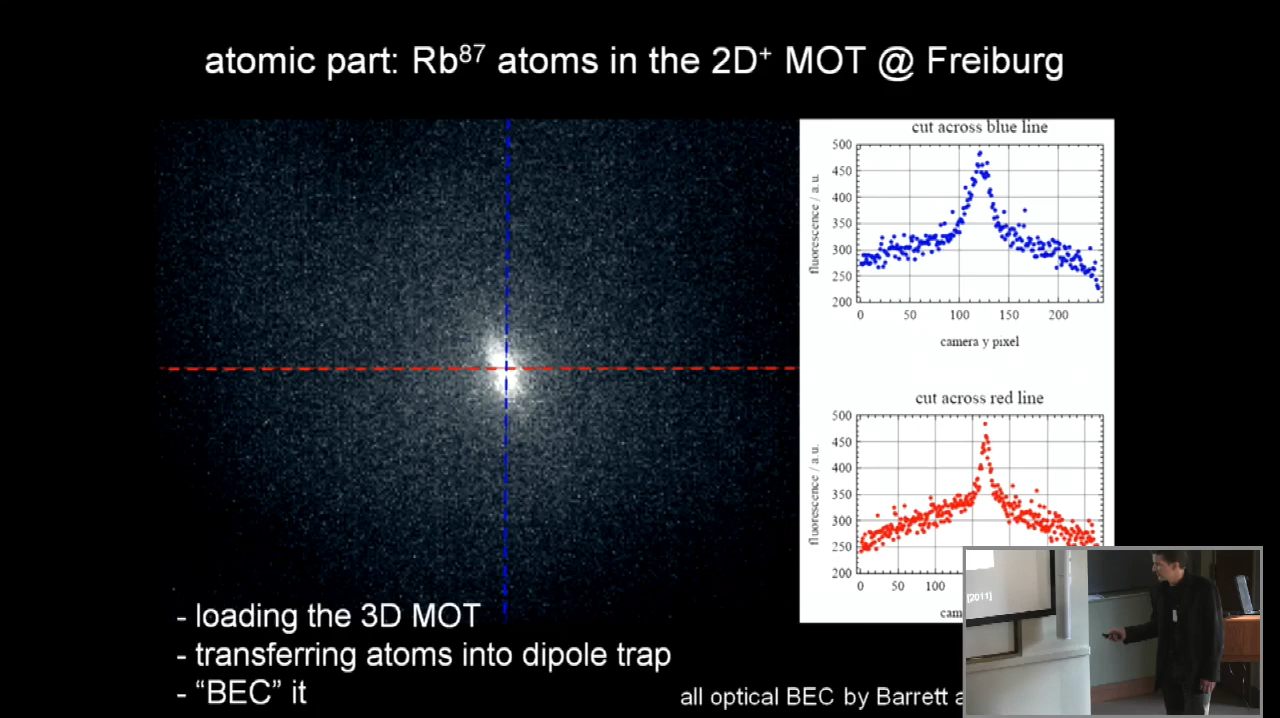 atomic part: Rb⁸⁷ atoms in the 2D⁺ MOT @ Freiburg
cut across blue line
500
450
400
350
300
250
200
fluorescence / a.u.
0 50 100 150 200
camera y pixel
cut across red line
500
450
400
350
300
250
200
fluorescence / a.u.
0 50 100
- loading the 3D MOT
- transferring atoms into dipole trap
- “BEC” it
all optical BEC by Barrett
[2011]